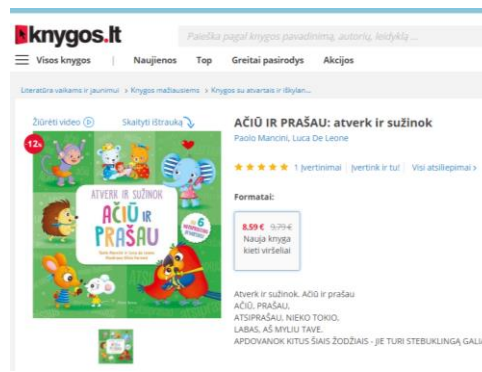 knygos.lt
Paieška pagal knygos pavadinimą, autorių, leidyklą ...
Visos knygos | Naujienos Top Greitai pasirodys Akcijos
Literatūra vaikams ir jaunimui > Knygos mažiausiems > Knygos su atvartais ir iškylan...
Žiūrėti video Skaityti ištrauką
-12%
ATVERK IR SUŽINOK
AČIŪ IR
PRAŠAU
6
AČIŪ IR PRAŠAU: atverk ir sužinok
Paolo Mancini, Luca De Leone
1 Įvertinimai | Įvertink ir tu! | Visi atsiliepimai >
Formatai:
8,59 € 9,79 €
Nauja knyga
kieti viršeliai
Atverk ir sužinok. Ačiū ir prašau
AČIŪ, PRAŠAU,
ATSIPRAŠAU, NIEKO TOKIO,
LABAS, AŠ MYLIU TAVE.
APDOVANOK KITUS ŠIAIS ŽODŽIAIS - JIE TURI STEBUKLINGĄ GALI